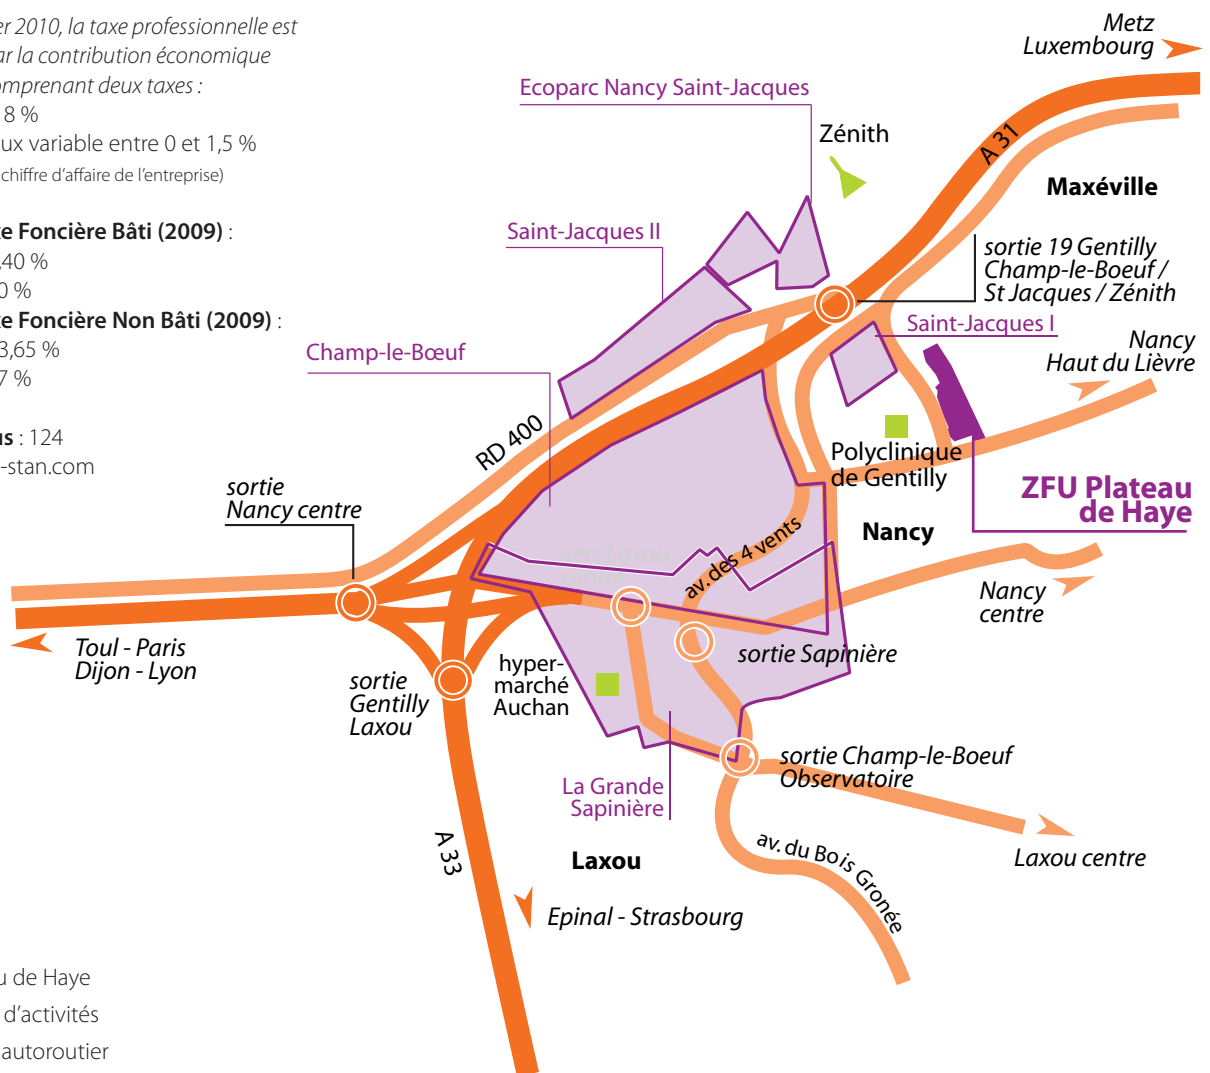 er 2010, la taxe professionnelle est
ar la contribution économique
omprenant deux taxes :
18 %
ux variable entre 0 et 1,5 %
chiffre d'affaire de l'entreprise)
xe Foncière Bâti (2009) :
,40 %
0 %
xe Foncière Non Bâti (2009) :
3,65 %
7 %
us : 124
-stan.com
Metz
Luxembourg
Ecoparc Nancy Saint-Jacques
Zénith
A 31
Maxéville
Saint-Jacques II
sortie 19 Gentilly
Champ-le-Boeuf /
St Jacques / Zénith
Saint-Jacques I
Champ-le-Bœuf
Nancy
Haut du Lièvre
RD 400
Polyclinique
de Gentilly
ZFU Plateau
de Haye
sortie
Nancy centre
Nancy
av. des 4 vents
Nancy
centre
Toul - Paris
Dijon - Lyon
sortie Sapinière
hyper-
marché
Auchan
sortie
Gentilly
Laxou
sortie Champ-le-Boeuf
Observatoire
La Grande
Sapinière
A 33
Laxou
av. du Bois Gronée
Laxou centre
Epinal - Strasbourg
u de Haye
d'activités
autoroutier